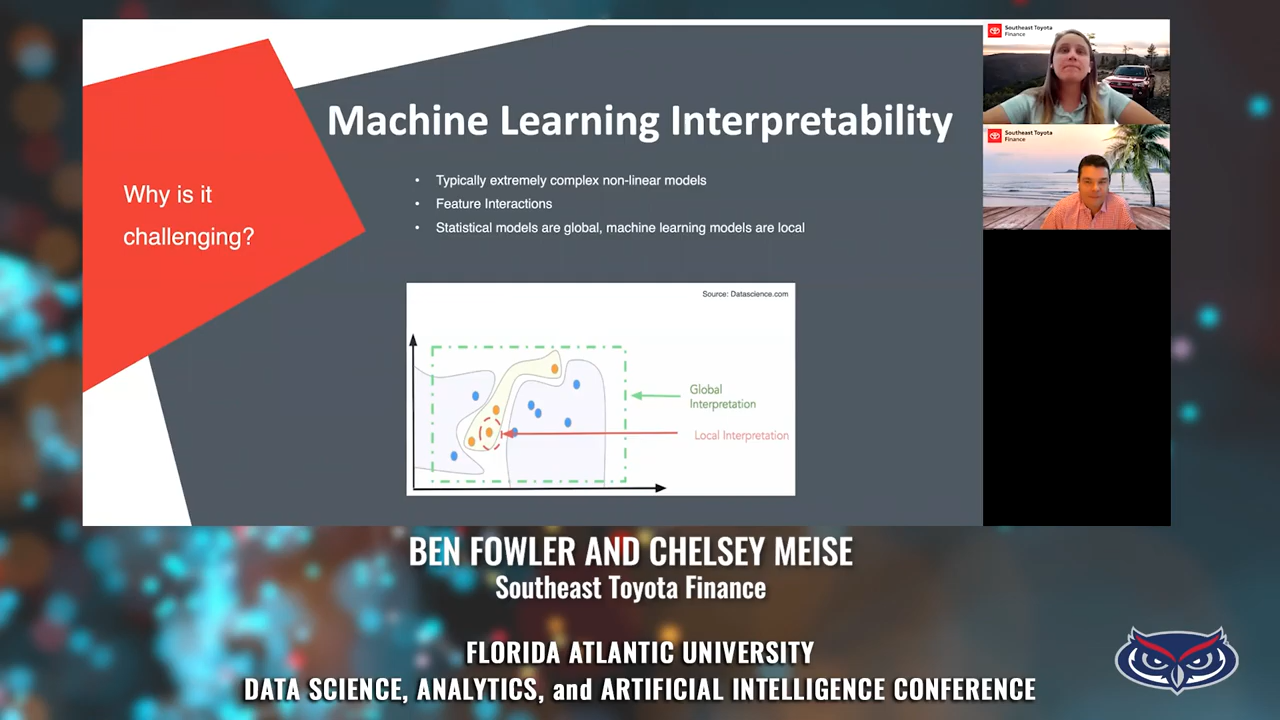 Why is it
challenging?
Machine Learning Interpretability
• Typically extremely complex non-linear models
• Feature Interactions
• Statistical models are global, machine learning models are local
Source: Datascience.com
Global
Interpretation
Local Interpretation
Southeast Toyota
Finance
Southeast Toyota
Finance
BEN FOWLER AND CHELSEY MEISE
Southeast Toyota Finance
FLORIDA ATLANTIC UNIVERSITY
DATA SCIENCE, ANALYTICS, and ARTIFICIAL INTELLIGENCE CONFERENCE